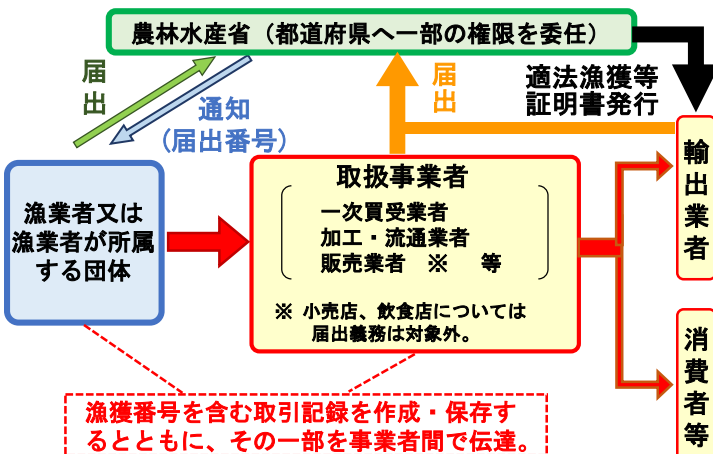 農林水産省（都道府県へ一部の権限を委任）
届出
通知
（届出番号）
届出
適法漁獲等
証明書発行
漁業者又は
漁業者が所属
する団体
取扱事業者
一次買受業者
加工・流通業者
販売業者　※　等
※ 小売店、飲食店については
届出義務は対象外。
輸出業者
消費者等
漁獲番号を含む取引記録を作成・保存す
るとともに、その一部を事業者間で伝達。